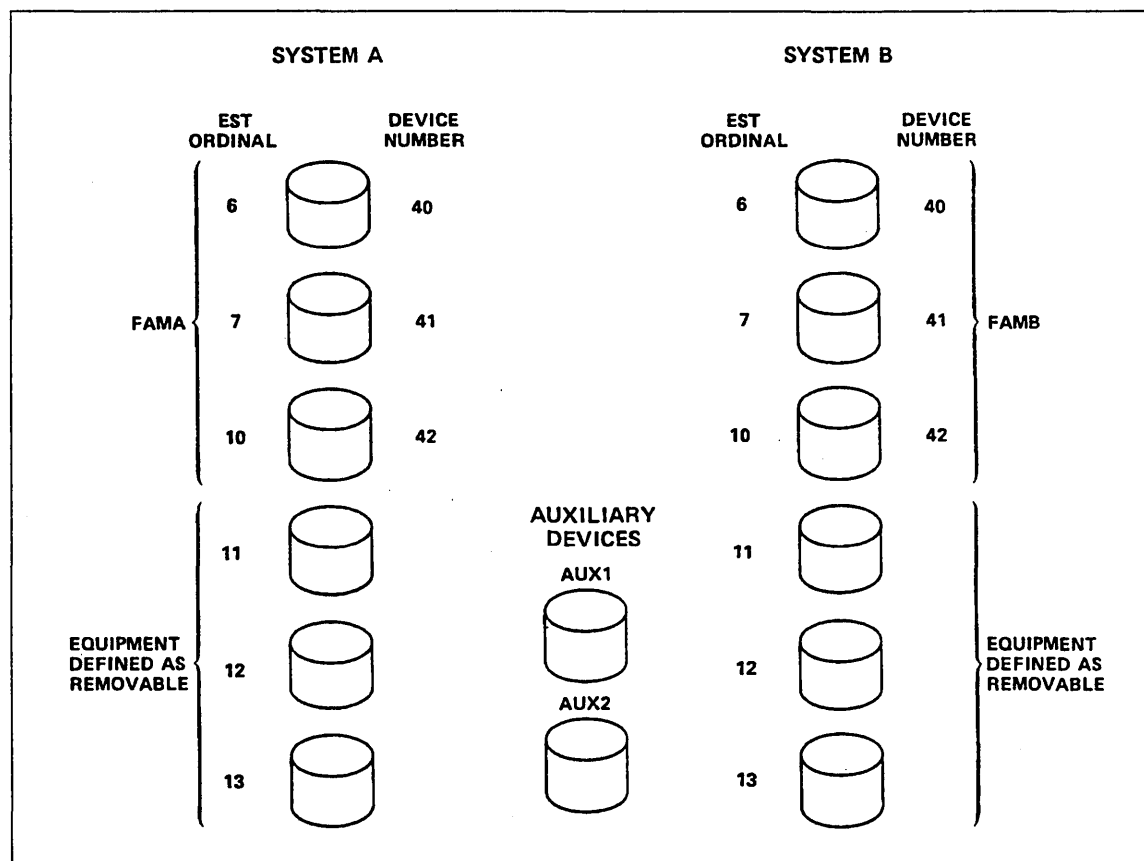 SYSTEM A
SYSTEM B
EST
ORDINAL
DEVICE
NUMBER
EST
ORDINAL
DEVICE
NUMBER
6
40
6
40
FAMA
7
41
7
41
FAMB
10
42
10
42
11
AUXILIARY
DEVICES
11
AUX1
EQUIPMENT
DEFINED AS
REMOVABLE
12
12
EQUIPMENT
DEFINED AS
REMOVABLE
AUX2
13
13